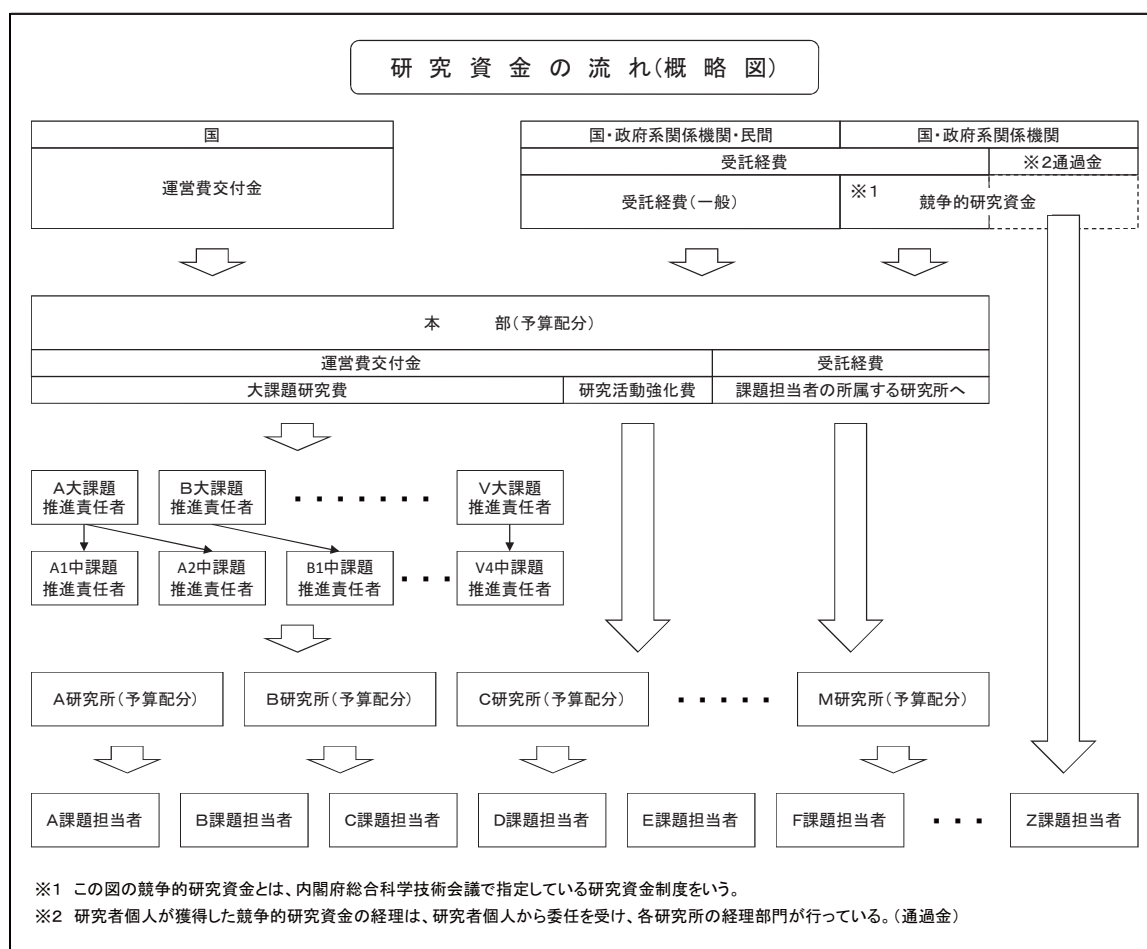 研究資金の流れ(概略図)
国
運営費交付金
国・政府系関係機関・民間
国・政府系関係機関
受託経費
※2通過金
受託経費(一般)
※1
競争的研究資金
本 部(予算配分)
運営費交付金
受託経費
大課題研究費
研究活動強化費
課題担当者の所属する研究所へ
A大課題
推進責任者
B大課題
推進責任者
・・・・・・・
V大課題
推進責任者
A1中課題
推進責任者
A2中課題
推進責任者
B1中課題
推進責任者
・・・
V4中課題
推進責任者
A研究所(予算配分)
B研究所(予算配分)
C研究所(予算配分)
・・・・・
M研究所(予算配分)
A課題担当者
B課題担当者
C課題担当者
D課題担当者
E課題担当者
F課題担当者
・・・
Z課題担当者
※1 この図の競争的研究資金とは、内閣府総合科学技術会議で指定している研究資金制度をいう。
※2 研究者個人が獲得した競争的研究資金の経理は、研究者個人から委任を受け、各研究所の経理部門が行っている。(通過金)